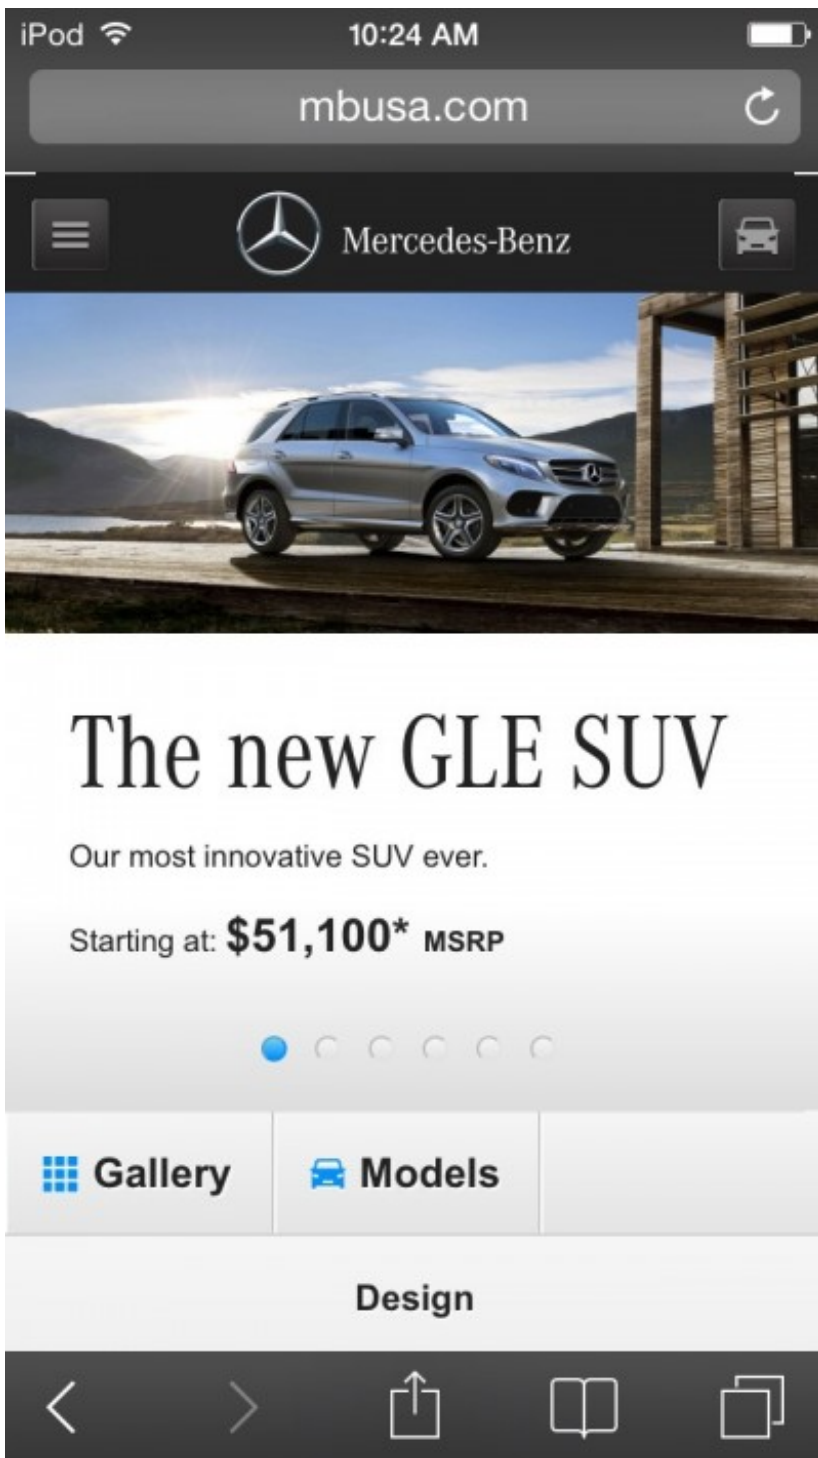 iPod 10:24 AM
mbusa.com
Mercedes-Benz
The new GLE SUV
Our most innovative SUV ever.
Starting at: $51,100* MSRP
Gallery Models
Design